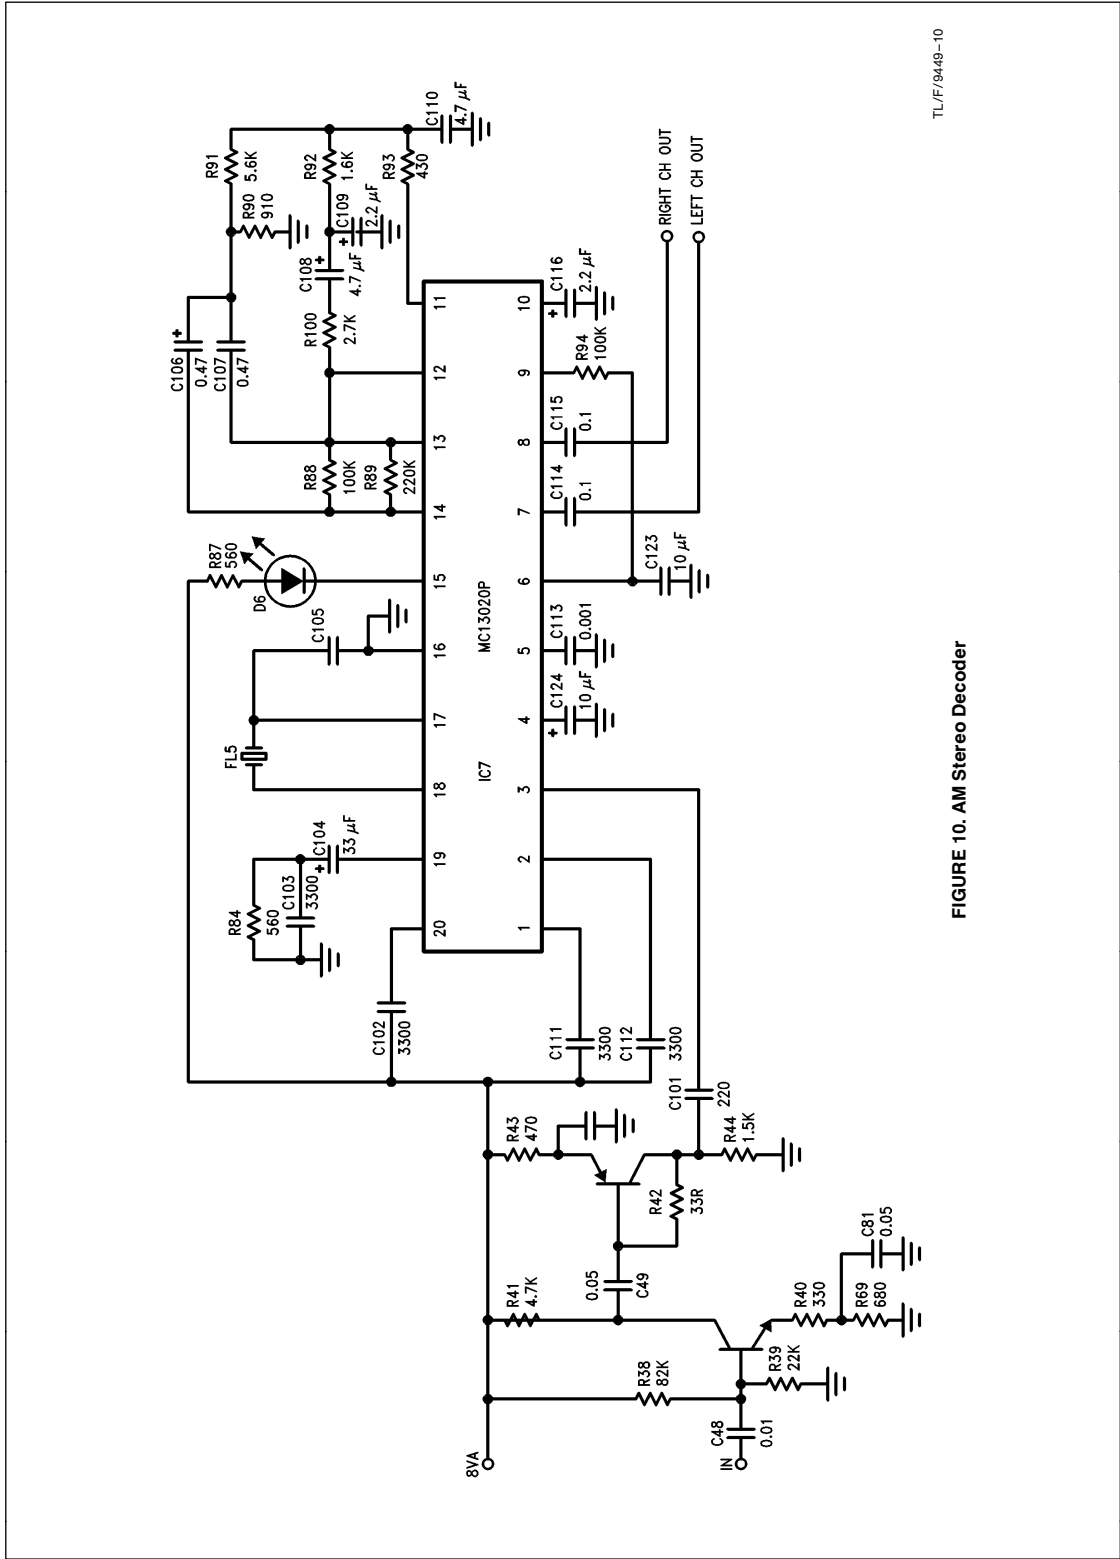 R91
5.6K
R90
910
R92
1.6K
R93
430
C110
4.7 μF
C109
2.2 μF
C108
4.7 μF
R100
2.7K
C106
0.47
C107
0.47
R88
100K
R89
220K
R87
560
D6
C105
FL5
C104
33 μF
C103
3300
R84
560
C102
3300
20
19
18
17
16
15
14
13
12
11
IC7
MC13020P
1
2
3
4
5
6
7
8
9
10
C111
3300
C112
3300
C101
220
C124
10 μF
C113
0.001
C123
10 μF
C114
0.1
C115
0.1
R94
100K
C116
2.2 μF
RIGHT CH OUT
LEFT CH OUT
8VA
R43
470
R42
33R
R44
1.5K
R41
4.7K
0.05
C49
R38
82K
R39
22K
R40
330
R69
680
C81
0.05
C48
0.01
IN
TL/F/9449–10
FIGURE 10. AM Stereo Decoder